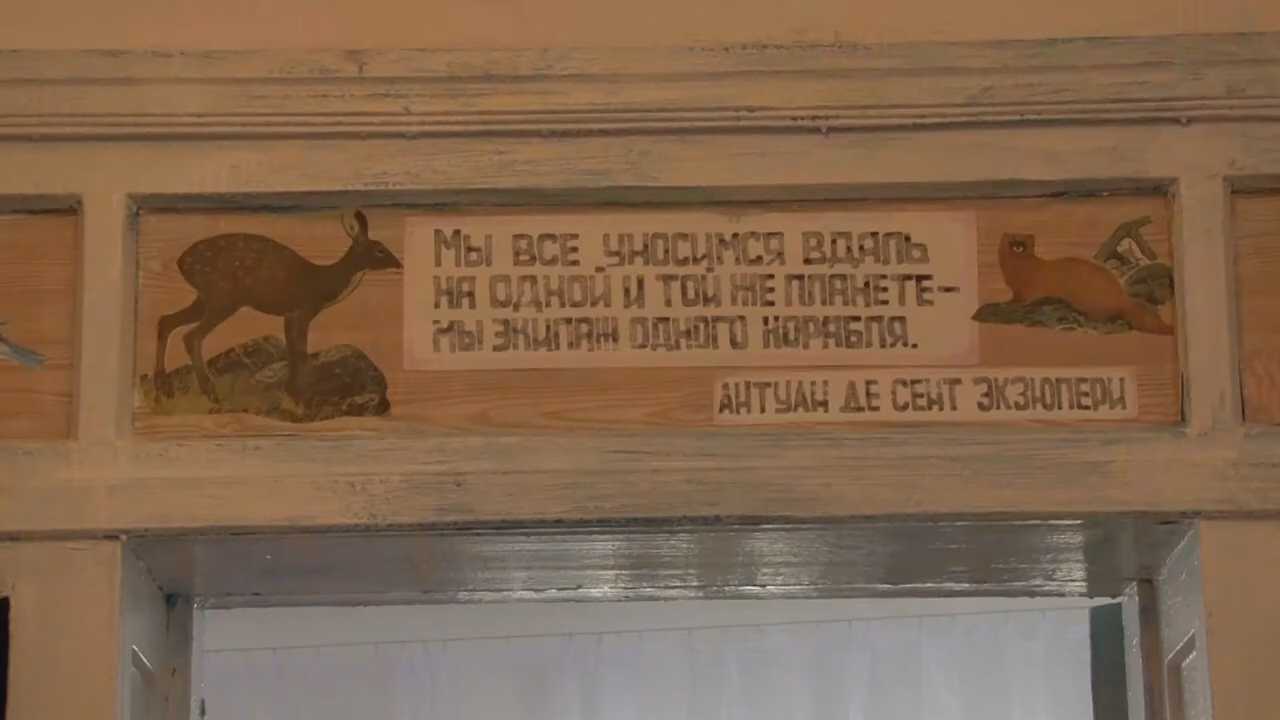 Мы все уносимся вдаль
на одной и той же планете–
мы экипаж одного корабля.
Антуан де Сент Экзюпери